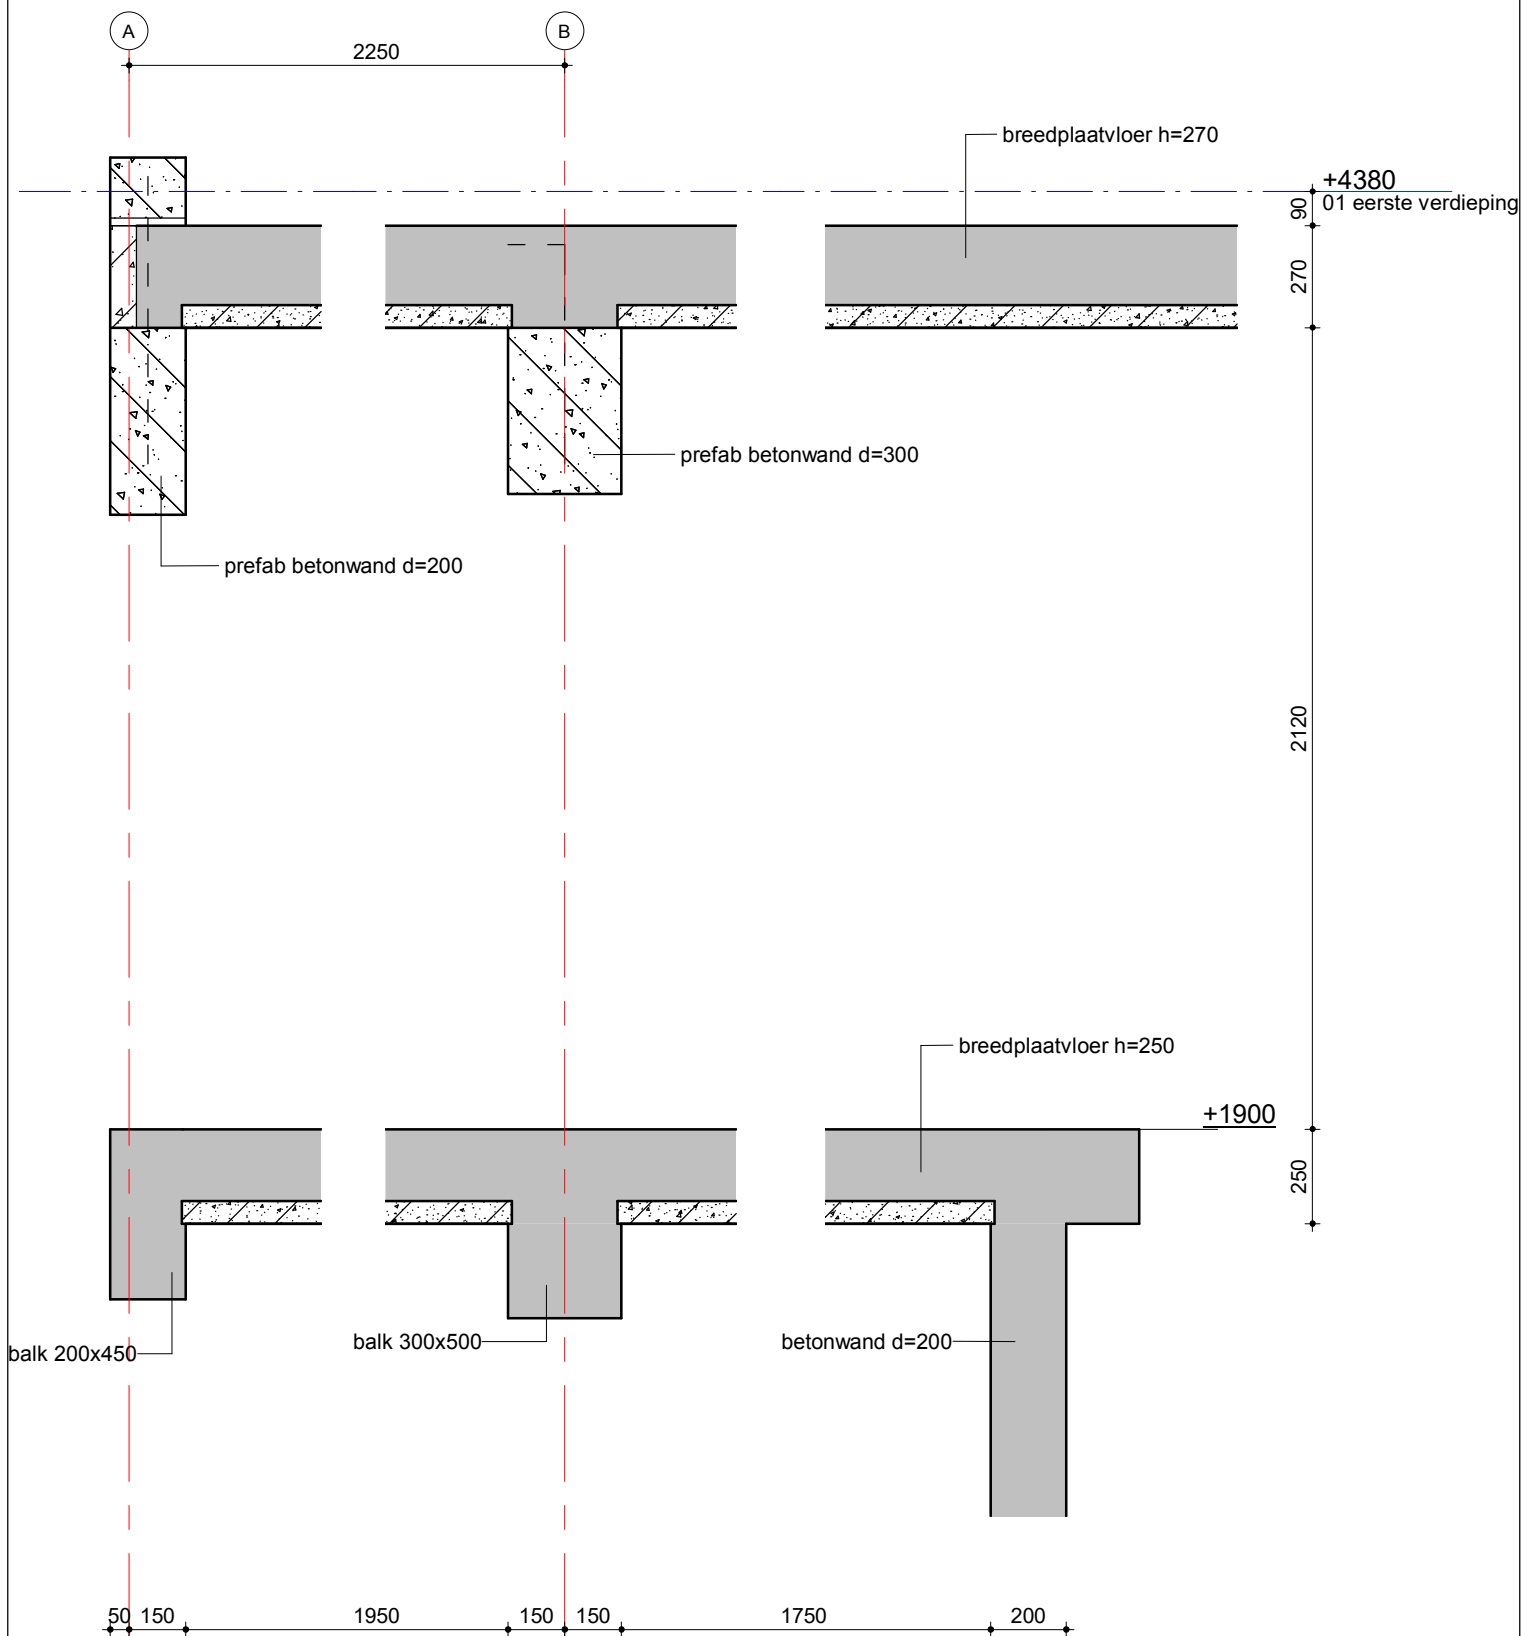 A
B
2250
breedplaatvloer h=270
+4380
01 eerste verdieping
90
270
prefab betonwand d=300
prefab betonwand d=200
2120
breedplaatvloer h=250
+1900
250
balk 200x450
balk 300x500
betonwand d=200
50 150 1950 150 150 1750 200